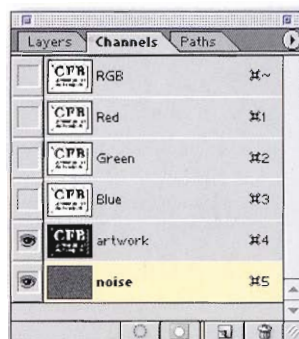 Layers Channels Paths
CFB RGB ⌘~
CFB Red ⌘1
CFB Green ⌘2
CFB Blue ⌘3
CFB artwork ⌘4
noise ⌘5